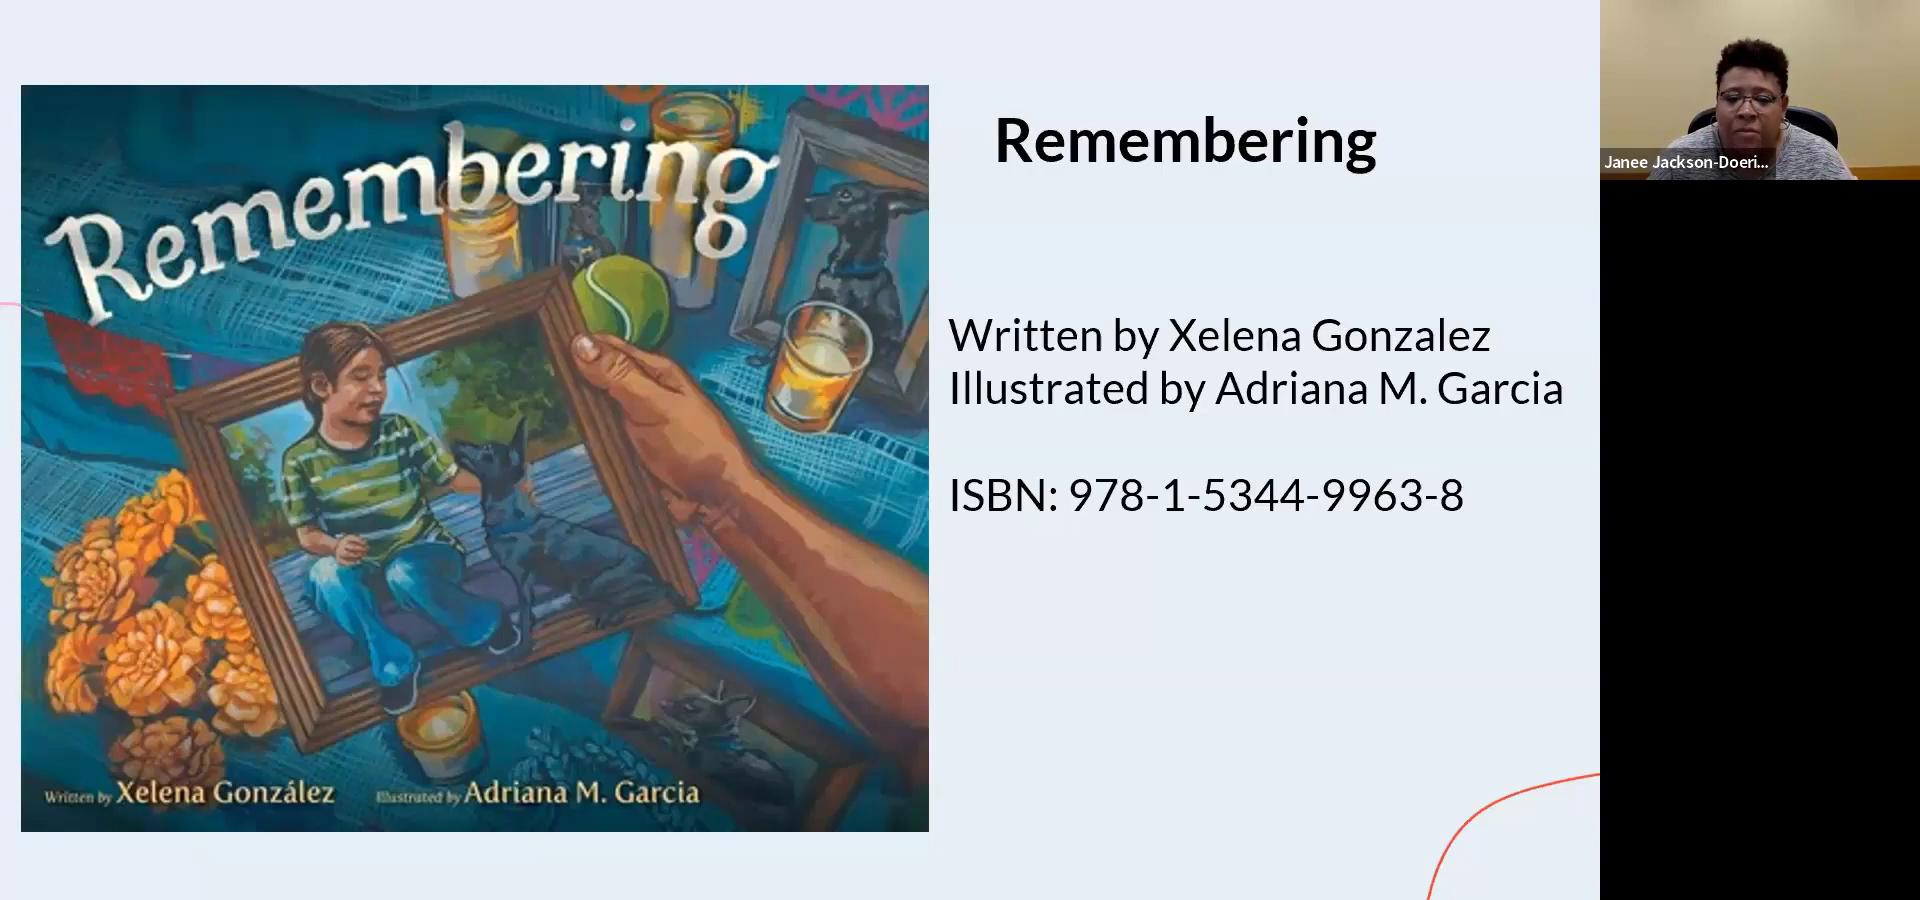 Remembering
Written by Xelena González
Illustrated by Adriana M. Garcia
Remembering
Written by Xelena Gonzalez
Illustrated by Adriana M. Garcia
ISBN: 978-1-5344-9963-8
Janee Jackson-Doeri...